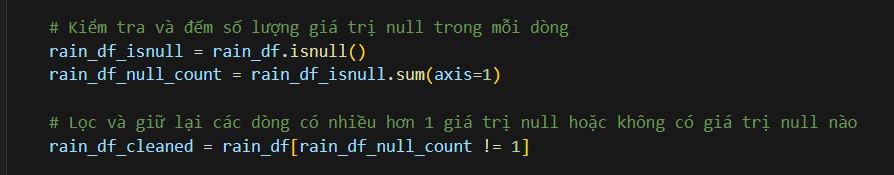 # Kiểm tra và đếm số lượng giá trị null trong mỗi dòng
rain_df_isnull = rain_df.isnull()
rain_df_null_count = rain_df_isnull.sum(axis=1)
# Lọc và giữ lại các dòng có nhiều hơn 1 giá trị null hoặc không có giá trị null nào
rain_df_cleaned = rain_df[rain_df_null_count != 1]